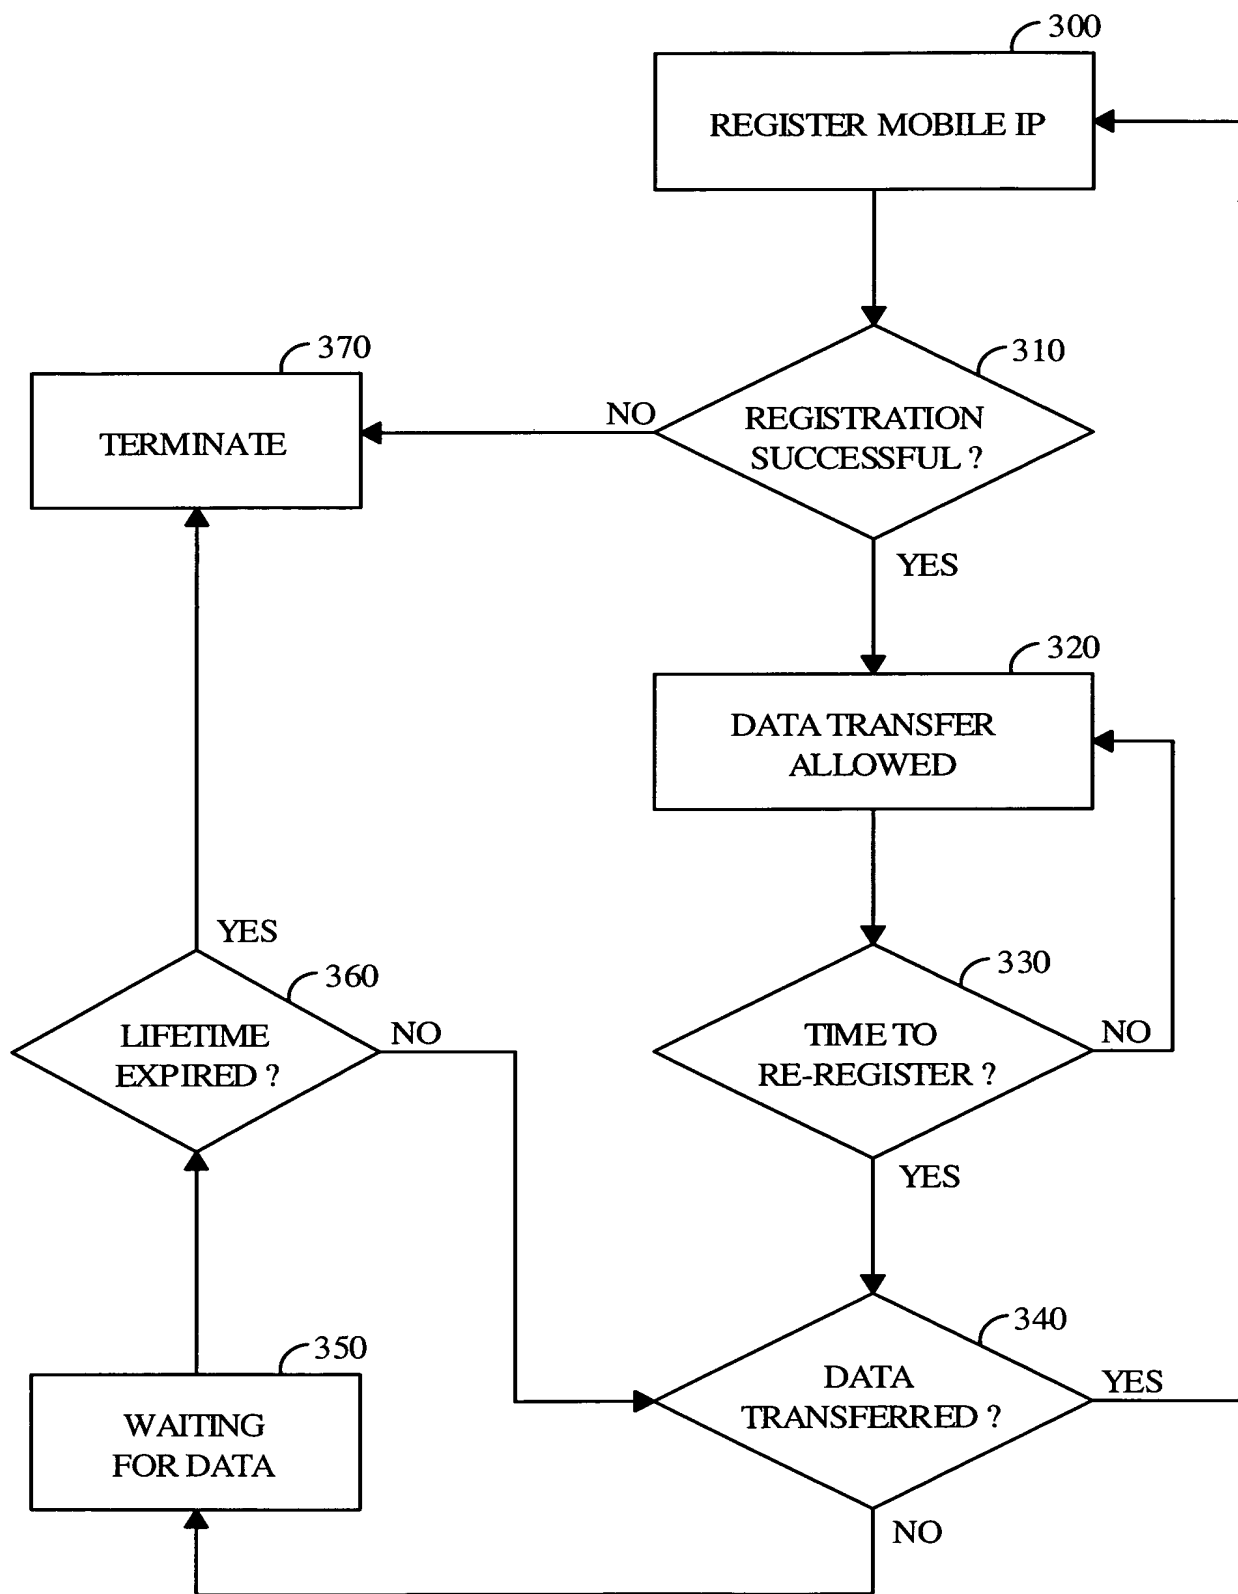 300
REGISTER MOBILE IP
370
TERMINATE
310
NO
REGISTRATION
SUCCESSFUL ?
YES
320
DATA TRANSFER
ALLOWED
YES
360
LIFETIME
EXPIRED ?
NO
330
TIME TO
RE-REGISTER ?
NO
YES
350
WAITING
FOR DATA
340
DATA
TRANSFERRED ?
YES
NO